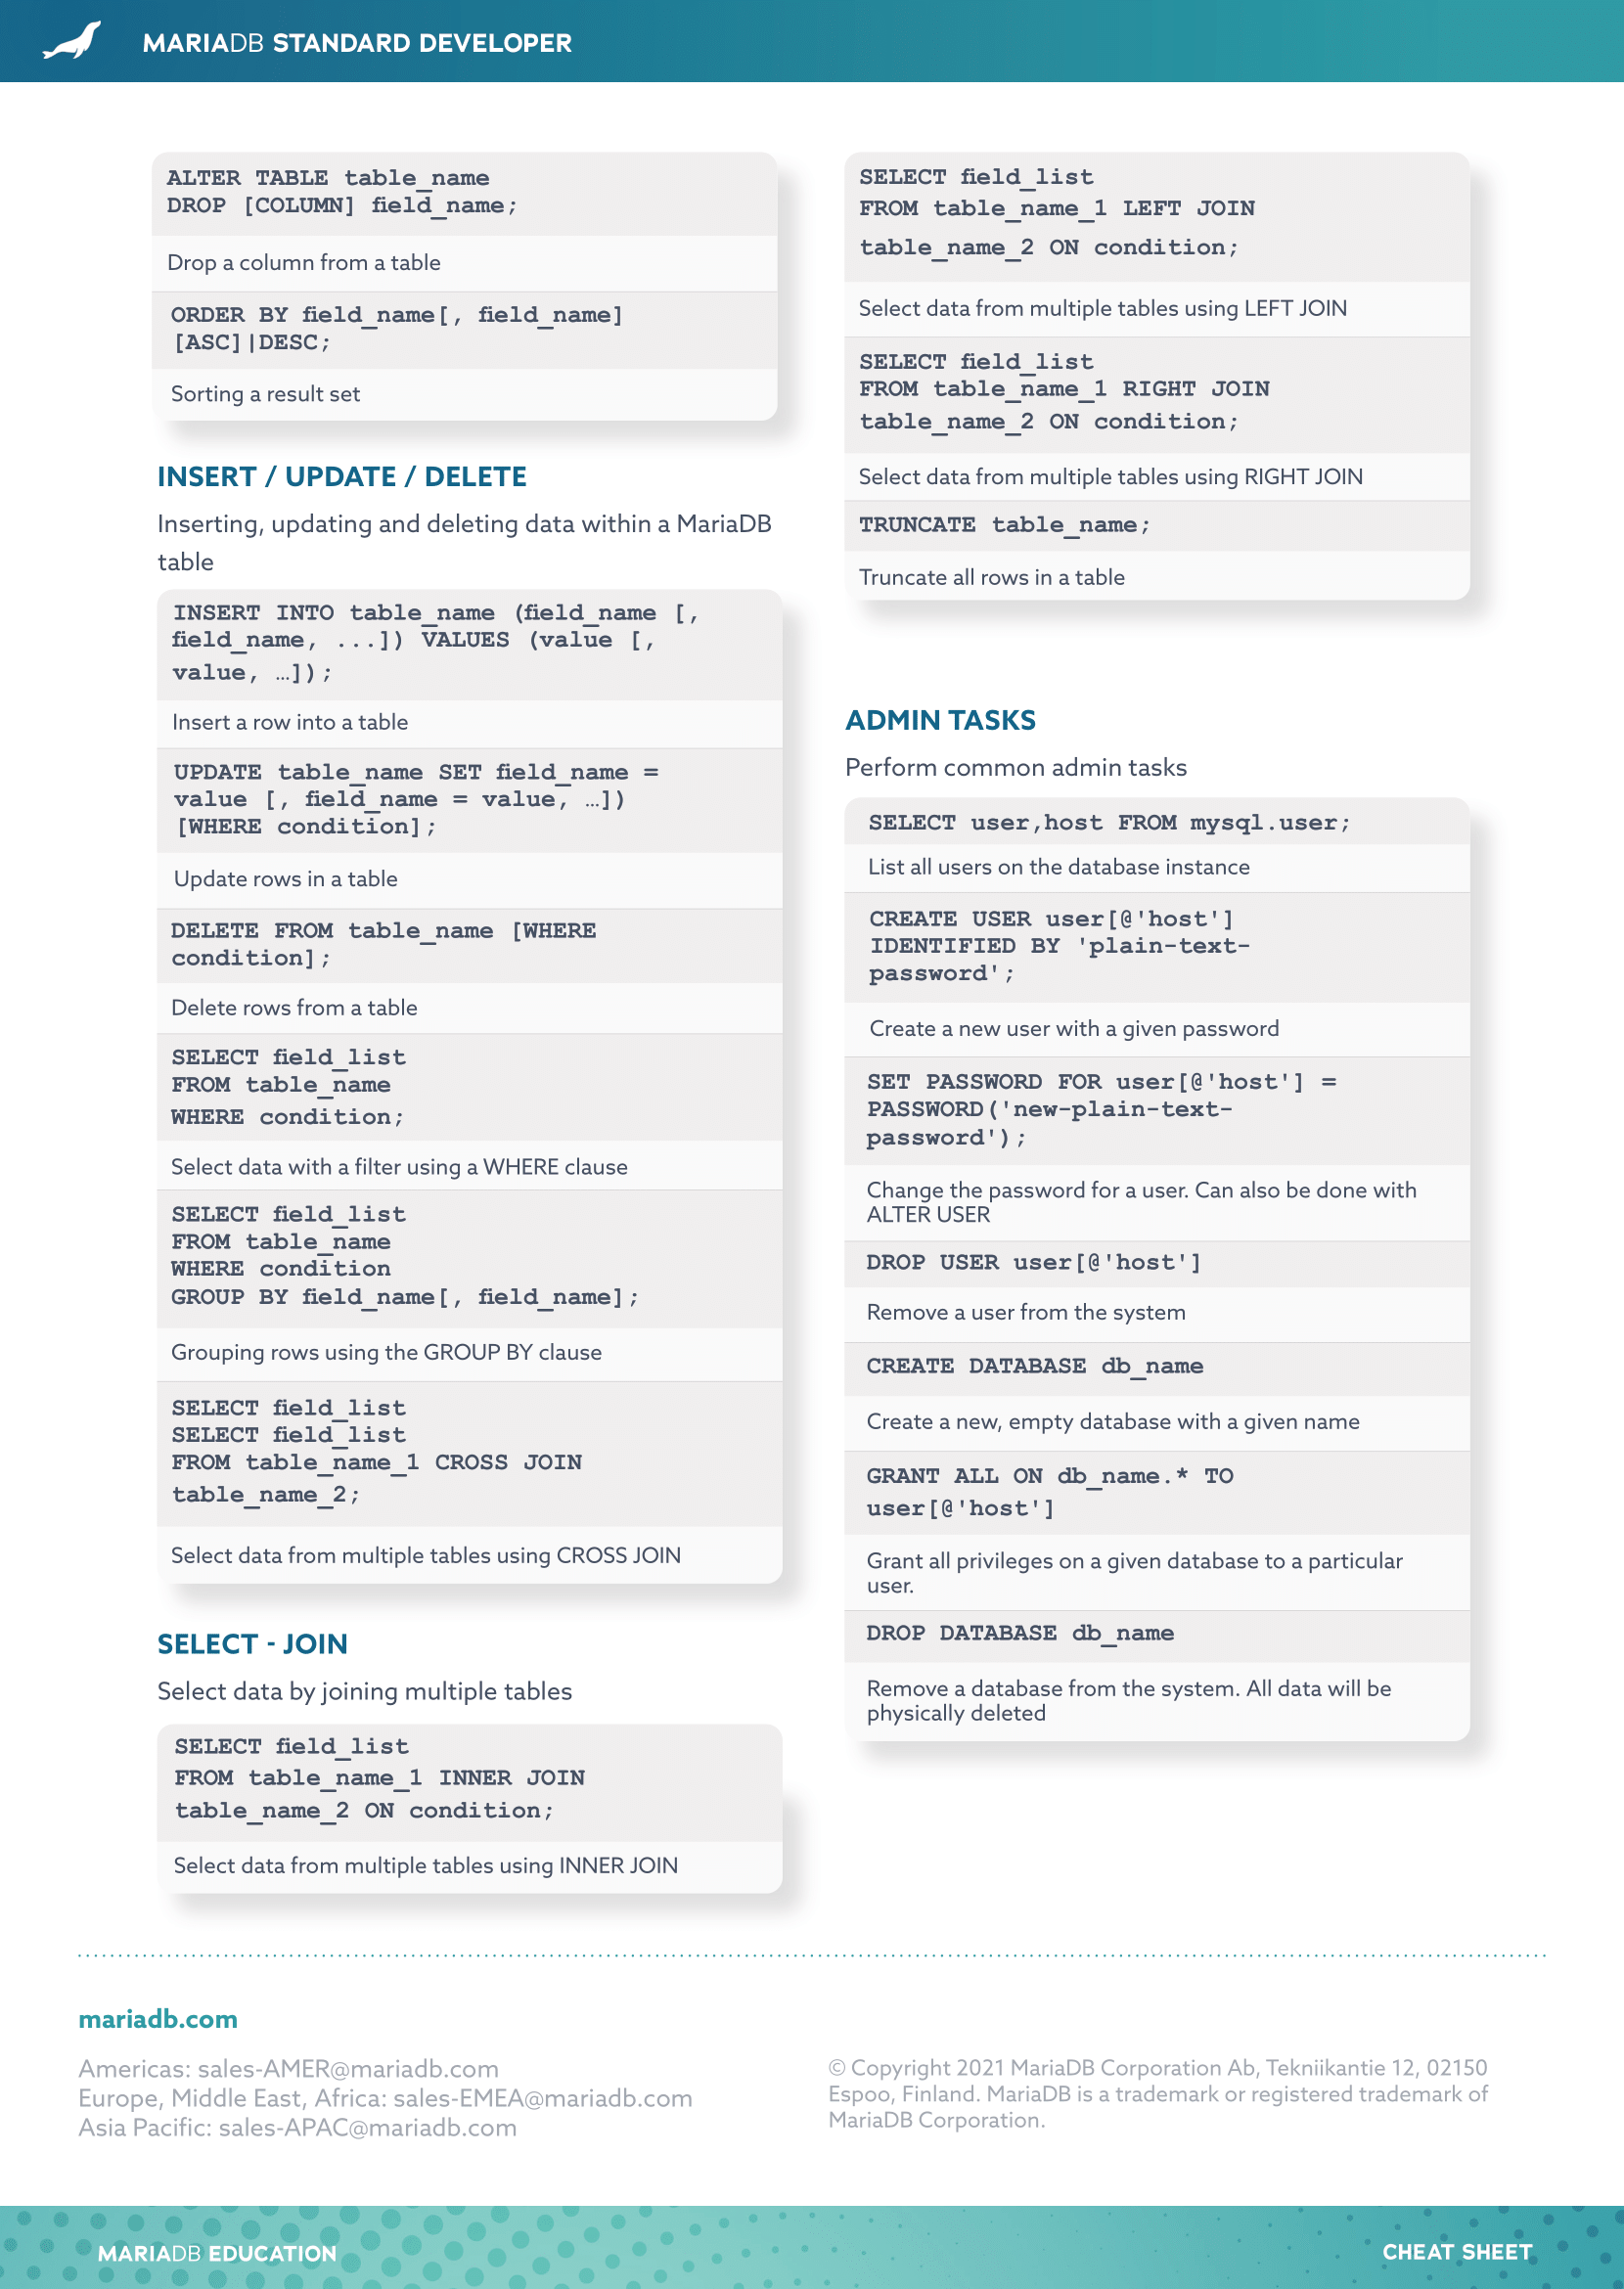 MARIADB STANDARD DEVELOPER
ALTER TABLE table_name
DROP [COLUMN] field_name;
Drop a column from a table
ORDER BY field_name[, field_name]
[ASC]|DESC;
Sorting a result set
INSERT / UPDATE / DELETE
Inserting, updating and deleting data within a MariaDB
table
INSERT INTO table_name (field_name [,
field_name, ...]) VALUES (value [,
value, …]);
Insert a row into a table
UPDATE table_name SET field_name =
value [, field_name = value, …])
[WHERE condition];
Update rows in a table
DELETE FROM table_name [WHERE
condition];
Delete rows from a table
SELECT field_list
FROM table_name
WHERE condition;
Select data with a filter using a WHERE clause
SELECT field_list
FROM table_name
WHERE condition
GROUP BY field_name[, field_name];
Grouping rows using the GROUP BY clause
SELECT field_list
SELECT field_list
FROM table_name_1 CROSS JOIN
table_name_2;
Select data from multiple tables using CROSS JOIN
SELECT - JOIN
Select data by joining multiple tables
SELECT field_list
FROM table_name_1 INNER JOIN
table_name_2 ON condition;
Select data from multiple tables using INNER JOIN
SELECT field_list
FROM table_name_1 LEFT JOIN
table_name_2 ON condition;
Select data from multiple tables using LEFT JOIN
SELECT field_list
FROM table_name_1 RIGHT JOIN
table_name_2 ON condition;
Select data from multiple tables using RIGHT JOIN
TRUNCATE table_name;
Truncate all rows in a table
ADMIN TASKS
Perform common admin tasks
SELECT user,host FROM mysql.user;
List all users on the database instance
CREATE USER user[@'host']
IDENTIFIED BY 'plain-text-
password';
Create a new user with a given password
SET PASSWORD FOR user[@'host'] =
PASSWORD('new-plain-text-
password');
Change the password for a user. Can also be done with
ALTER USER
DROP USER user[@'host']
Remove a user from the system
CREATE DATABASE db_name
Create a new, empty database with a given name
GRANT ALL ON db_name.* TO
user[@'host']
Grant all privileges on a given database to a particular
user.
DROP DATABASE db_name
Remove a database from the system. All data will be
physically deleted
mariadb.com
Americas: sales-AMER@mariadb.com
Europe, Middle East, Africa: sales-EMEA@mariadb.com
Asia Pacific: sales-APAC@mariadb.com
© Copyright 2021 MariaDB Corporation Ab, Tekniikantie 12, 02150
Espoo, Finland. MariaDB is a trademark or registered trademark of
MariaDB Corporation.
MARIADB EDUCATION
CHEAT SHEET